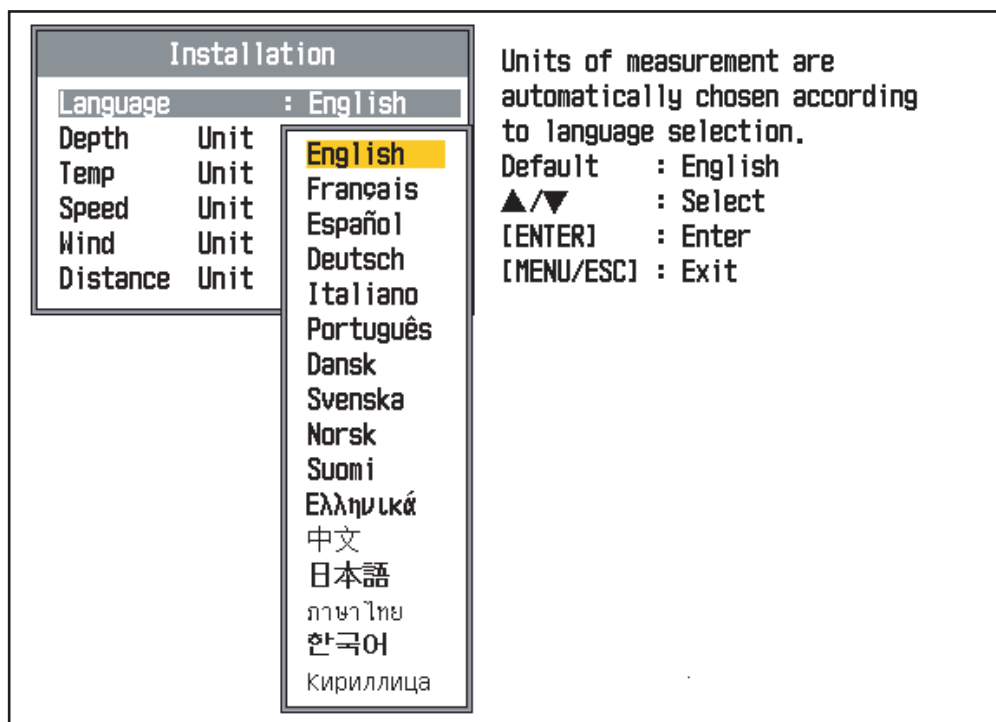 Installation
Language : English
Depth Unit
Temp Unit
Speed Unit
Wind Unit
Distance Unit
English
Français
Español
Deutsch
Italiano
Português
Dansk
Svenska
Norsk
Suomi
Ελληνικά
中文
日本語
ภาษาไทย
한국어
Кириллица
Units of measurement are
automatically chosen according
to language selection.
Default : English
▲/▼ : Select
[ENTER] : Enter
[MENU/ESC] : Exit